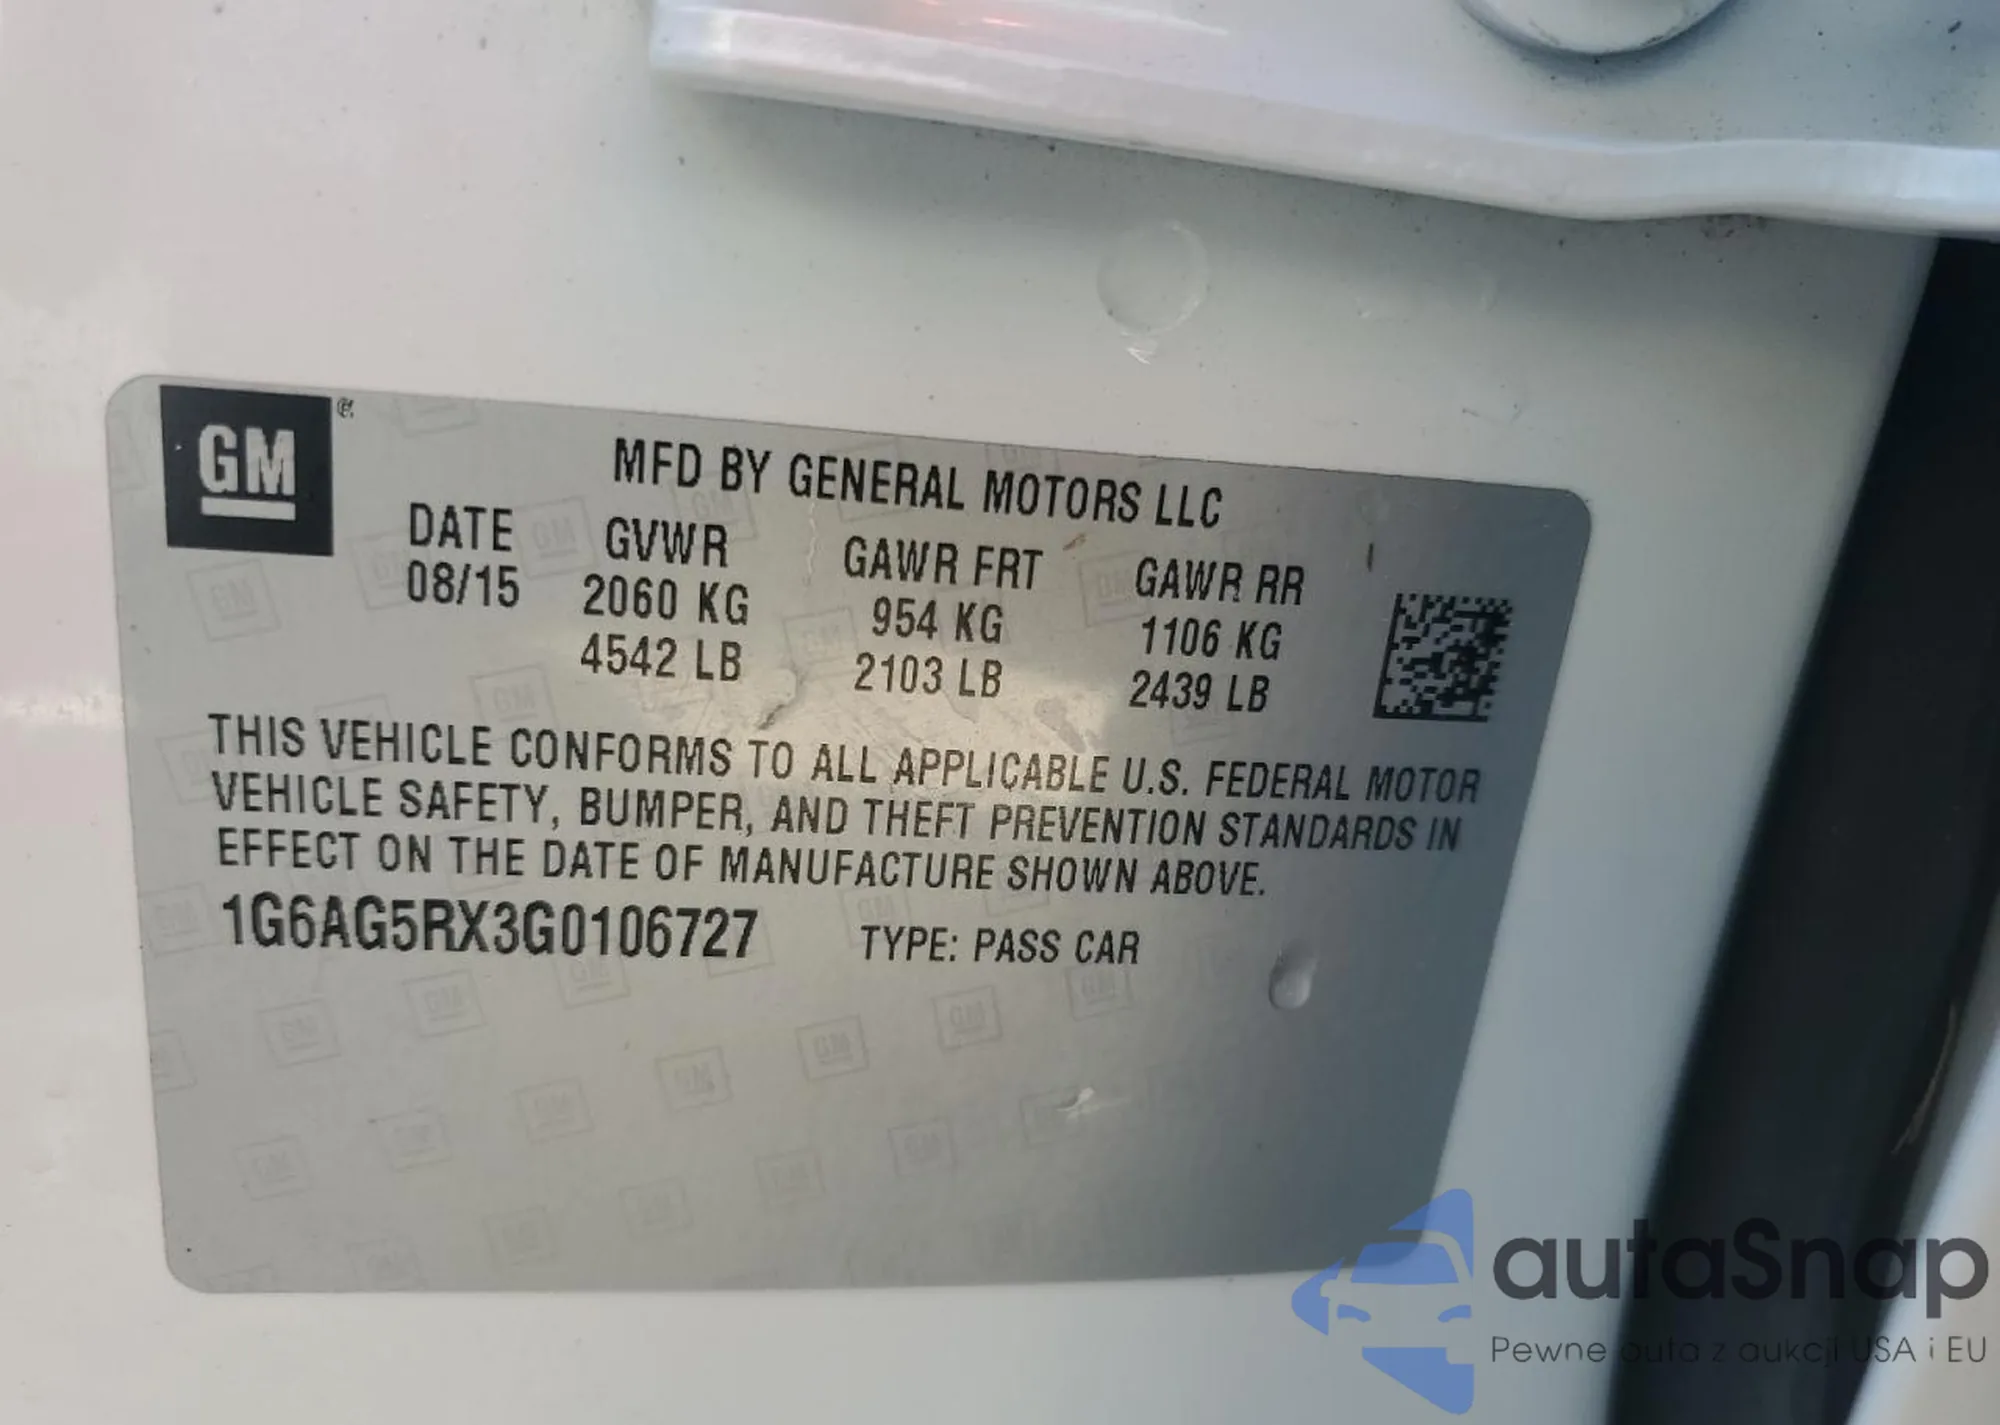 GM
MFD BY GENERAL MOTORS LLC
DATE GVWR GAWR FRT GAWR RR
08/15 2060 KG 954 KG 1106 KG
4542 LB 2103 LB 2439 LB
THIS VEHICLE CONFORMS TO ALL APPLICABLE U.S. FEDERAL MOTOR
VEHICLE SAFETY, BUMPER, AND THEFT PREVENTION STANDARDS IN
EFFECT ON THE DATE OF MANUFACTURE SHOWN ABOVE.
1G6AG5RX3G0106727 TYPE: PASS CAR
autaSnap
Pewne auta z aukcji USA i EU